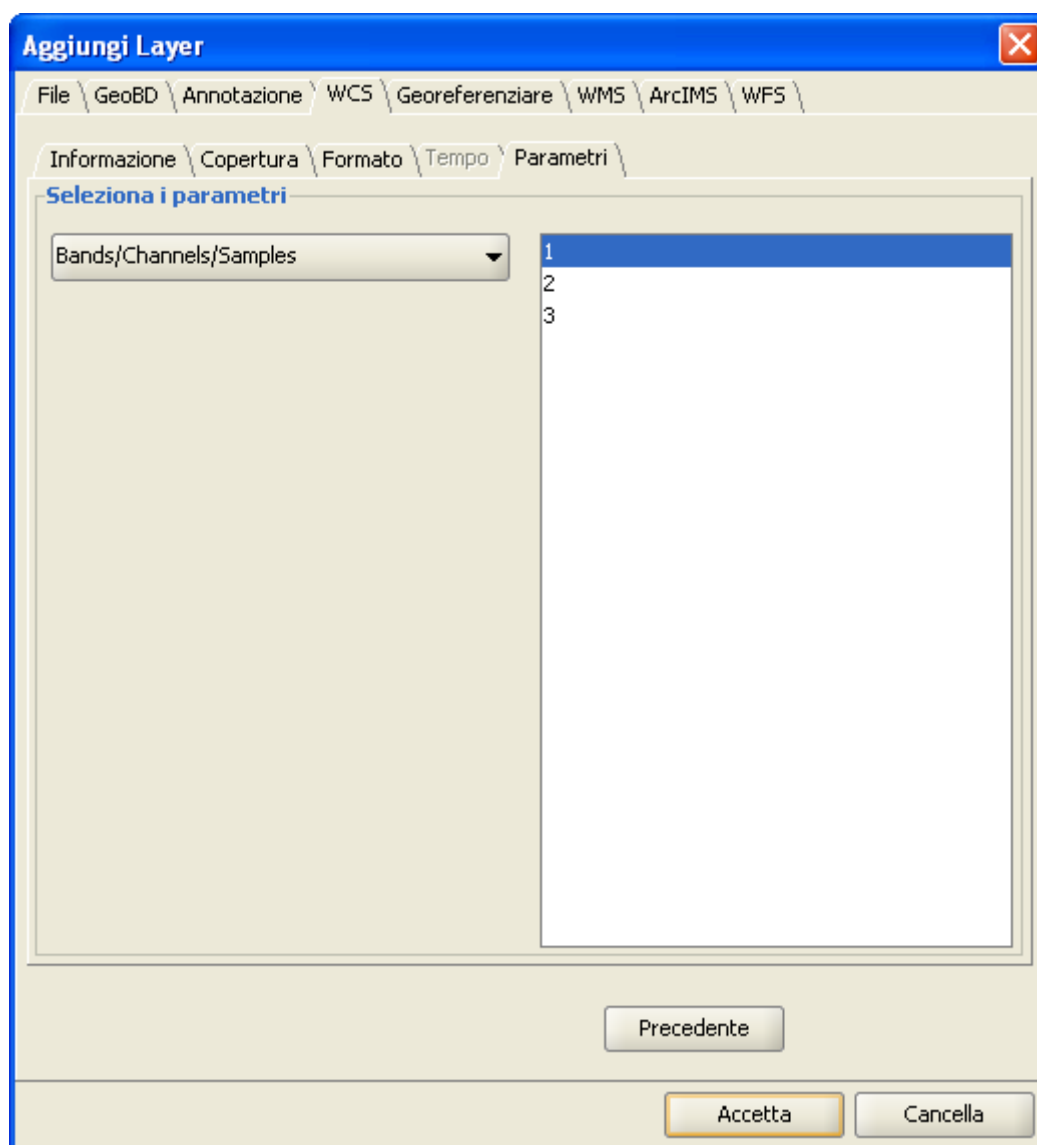 Aggiungi Layer
File GeoBD Annotazione WCS Georeferenziare WMS ArcIMS WFS
Informazione Copertura Formato Tempo Parametri
Seleziona i parametri
Bands/Channels/Samples
1
2
3
Precedente
Accetta Cancella